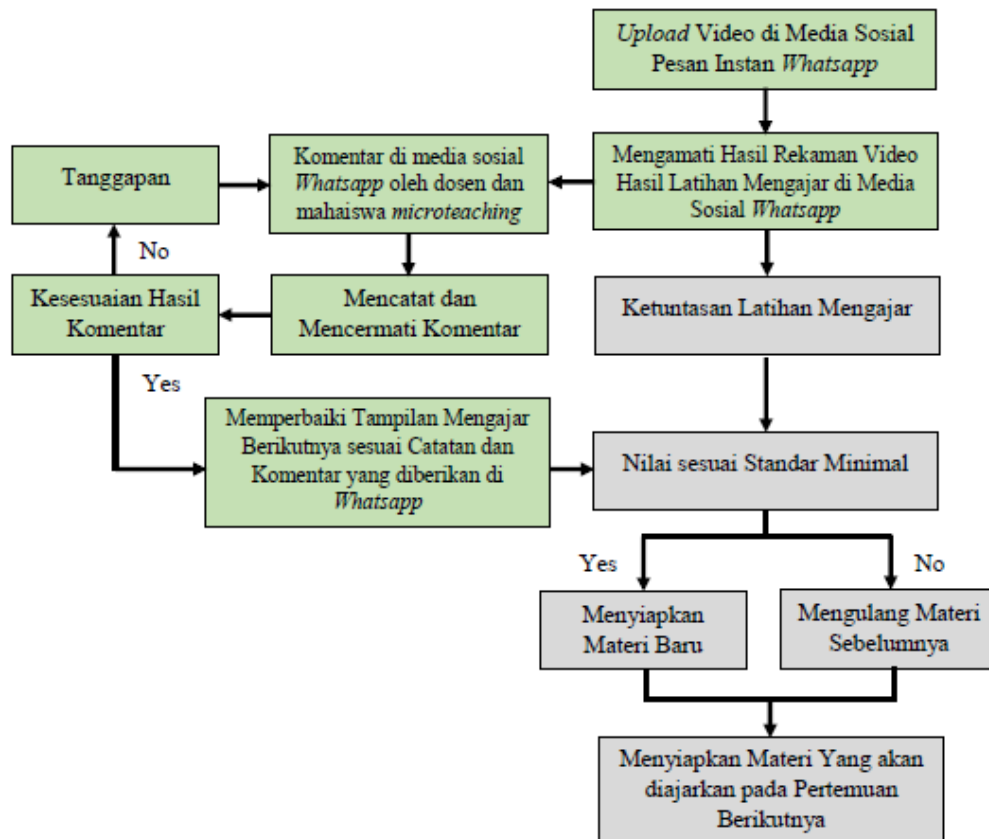 Upload Video di Media Sosial
Pesan Instan Whatsapp
Mengamati Hasil Rekaman Video
Hasil Latihan Mengajar di Media
Sosial Whatsapp
Komentar di media sosial
Whatsapp oleh dosen dan
mahaiswa microteaching
Tanggapan
No
Kesesuaian Hasil
Komentar
Mencatat dan
Mencermati Komentar
Ketuntasan Latihan Mengajar
Yes
Memperbaiki Tampilan Mengajar
Berikutnya sesuai Catatan dan
Komentar yang diberikan di
Whatsapp
Nilai sesuai Standar Minimal
Yes
No
Menyiapkan
Materi Baru
Mengulang Materi
Sebelumnya
Menyiapkan Materi Yang akan
diajarkan pada Pertemuan
Berikutnya